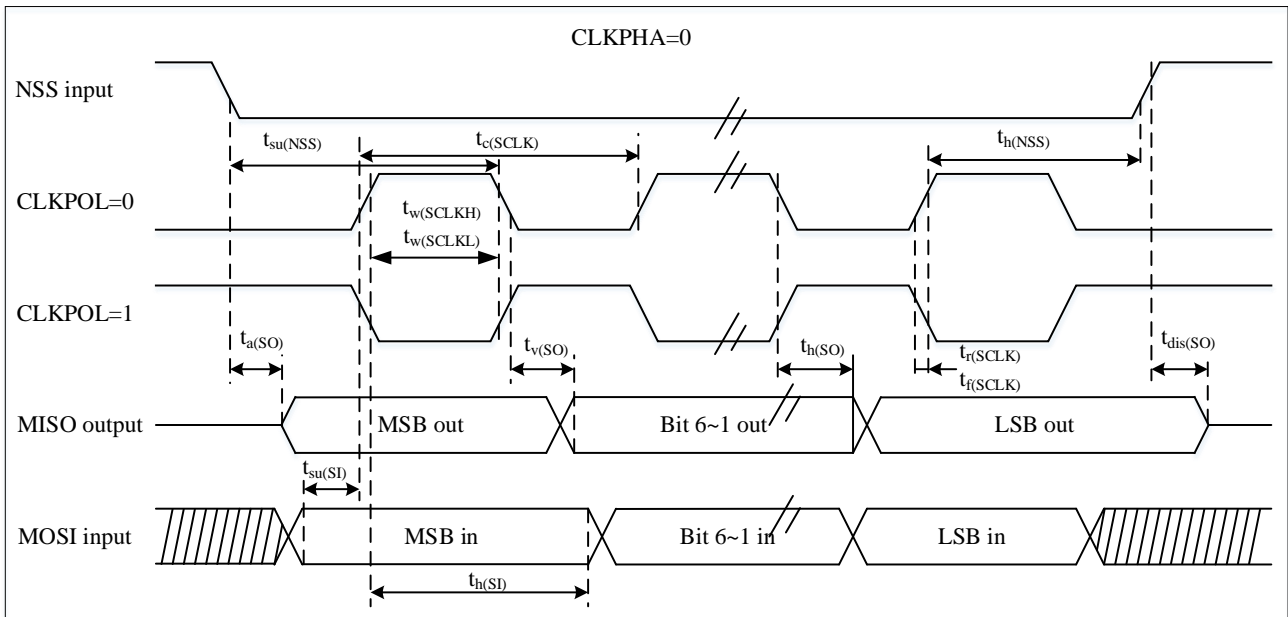 CLKPHA=0
NSS input
tsu(NSS)
tc(SCLK)
th(NSS)
CLKPOL=0
tw(SCLKH)
tw(SCLKL)
CLKPOL=1
ta(SO)
tv(SO)
th(SO)
tr(SCLK)
tf(SCLK)
tdis(SO)
MISO output
MSB out
Bit 6~1 out
LSB out
tsu(SI)
MOSI input
MSB in
Bit 6~1 in
LSB in
th(SI)